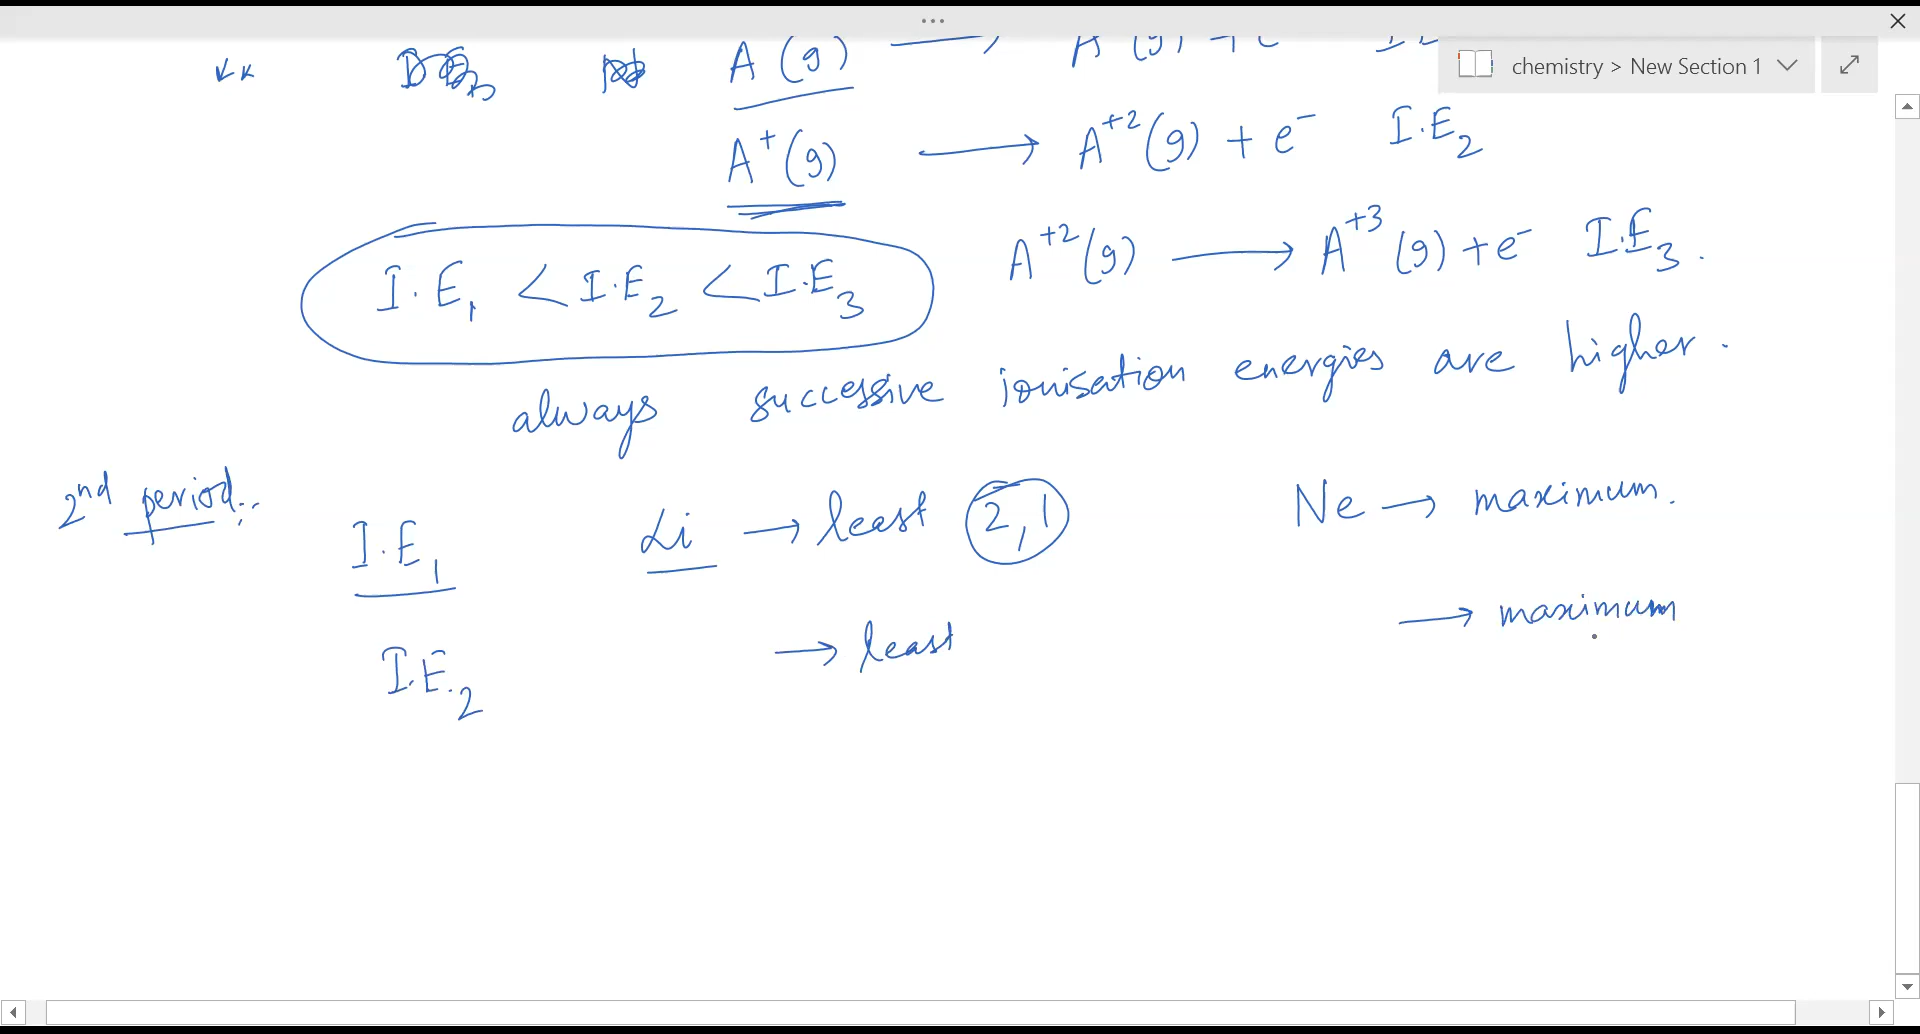 chemistry > New Section 1
A (g) ⟶ A (g) + e
A⁺(g) ⟶ A⁺²(g) + e⁻ I.E₂
A⁺²(g) ⟶ A⁺³(g) + e⁻ I.E₃.
I.E₁ < I.E₂ < I.E₃
always successive ionisation energies are higher.
2nd period:
I.E₁ Li → least 2,1 Ne → maximum.
I.E.₂ → least → maximum